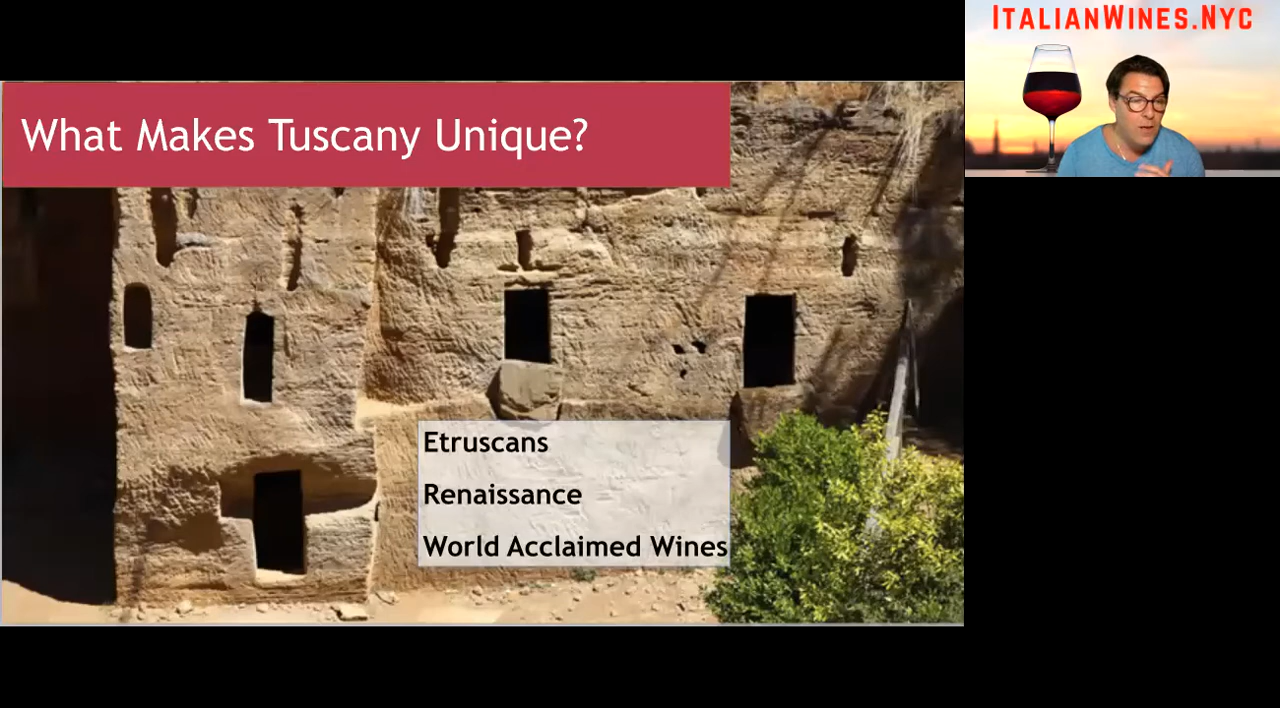 What Makes Tuscany Unique?
ItalianWines.Nyc
Etruscans
Renaissance
World Acclaimed Wines